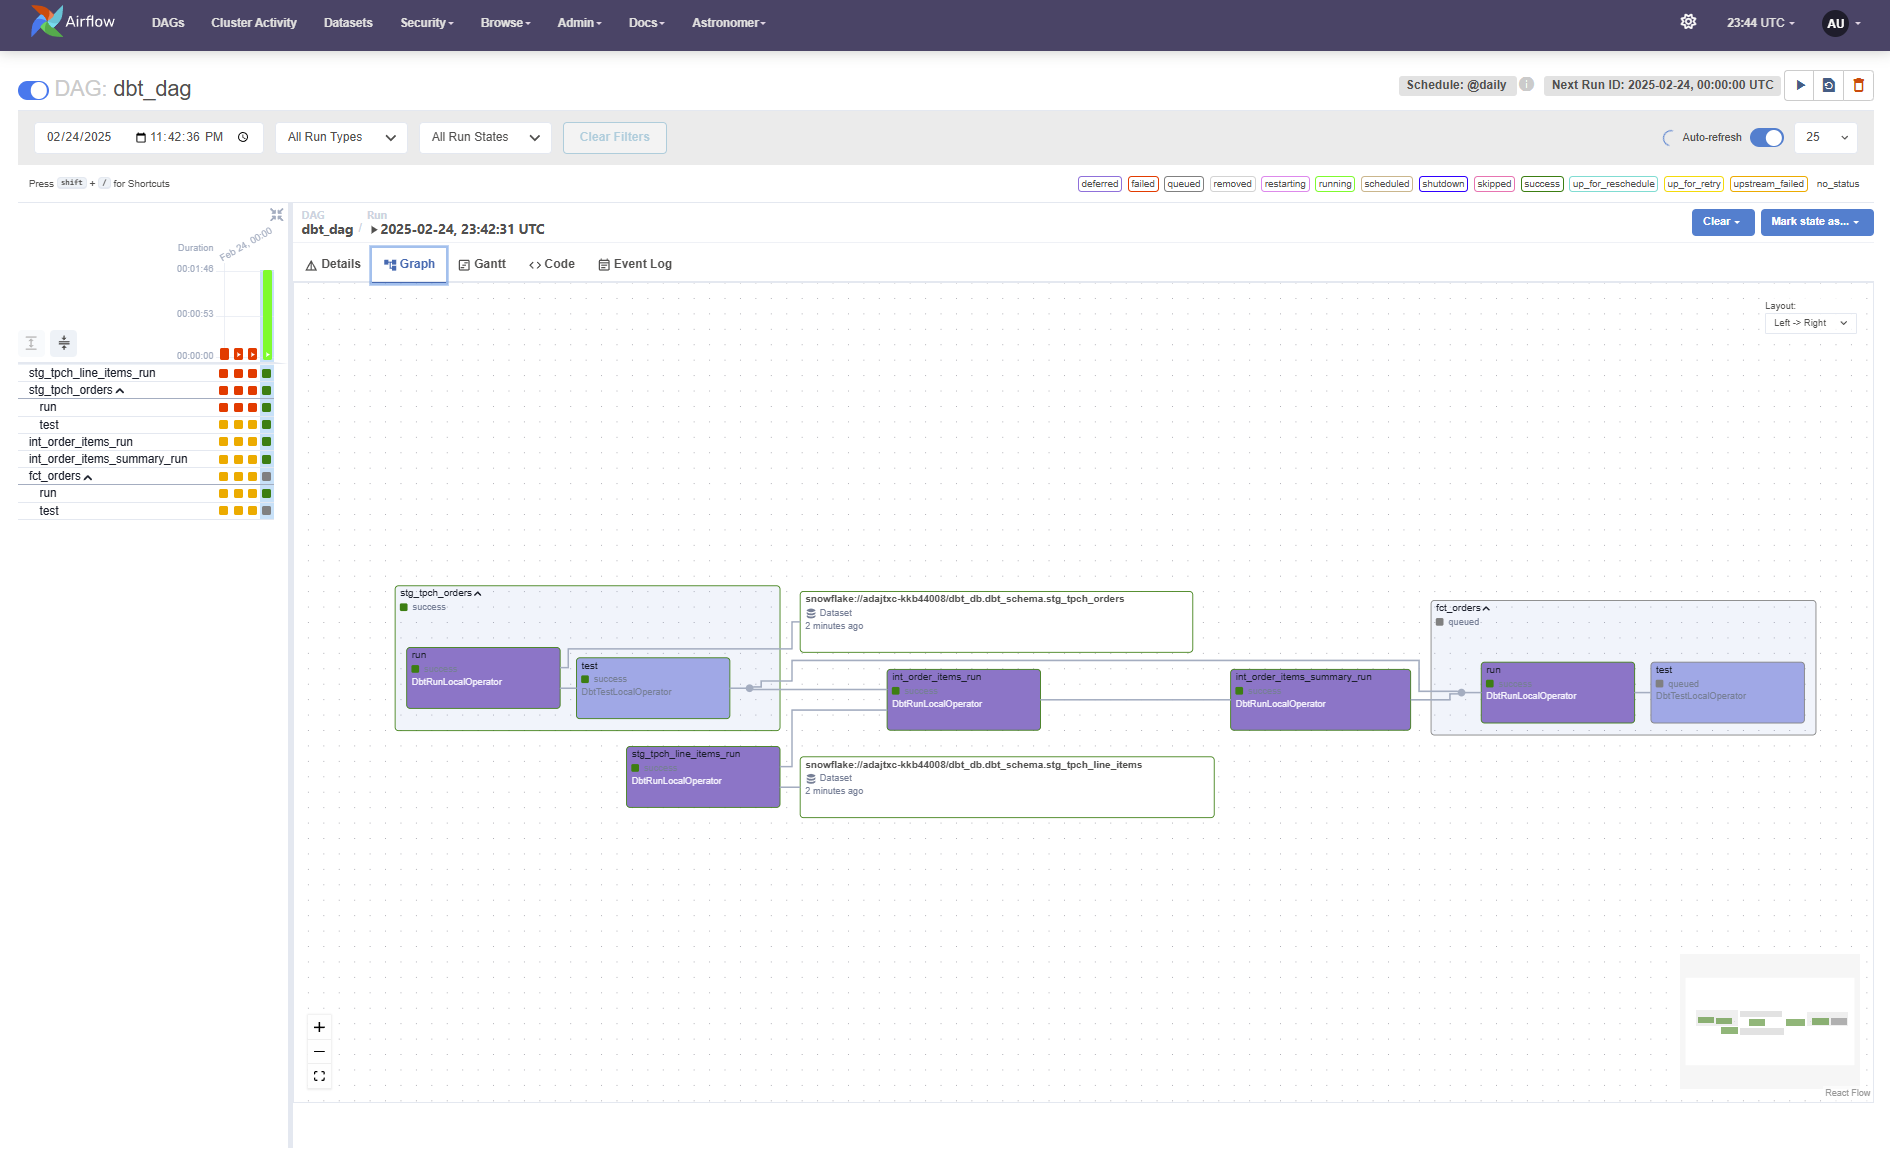 Airflow
DAGs Cluster Activity Datasets Security Browse Admin Docs Astronomer
23:44 UTC AU
DAG: dbt_dag
Schedule: @daily i Next Run ID: 2025-02-24, 00:00:00 UTC
02/24/2025 11:42:36 PM All Run Types All Run States Clear Filters Auto-refresh 25
Press shift + / for Shortcuts
deferred failed queued removed restarting running scheduled shutdown skipped success up_for_reschedule up_for_retry upstream_failed no_status
DAG Run
dbt_dag / 2025-02-24, 23:42:31 UTC
Clear Mark state as...
Details Graph Gantt Code Event Log
Duration
Feb 24, 00:00
00:01:46
00:00:53
00:00:00
stg_tpch_line_items_run
stg_tpch_orders
run
test
int_order_items_run
int_order_items_summary_run
fct_orders
run
test
Layout:
Left -> Right
stg_tpch_orders
success
run
success
DbtRunLocalOperator
test
success
DbtTestLocalOperator
stg_tpch_line_items_run
success
DbtRunLocalOperator
snowflake://adajtxc-kkb44008/dbt_db.dbt_schema.stg_tpch_orders
Dataset
2 minutes ago
int_order_items_run
success
DbtRunLocalOperator
snowflake://adajtxc-kkb44008/dbt_db.dbt_schema.stg_tpch_line_items
Dataset
2 minutes ago
int_order_items_summary_run
success
DbtRunLocalOperator
fct_orders
queued
run
success
DbtRunLocalOperator
test
queued
DbtTestLocalOperator
React Flow